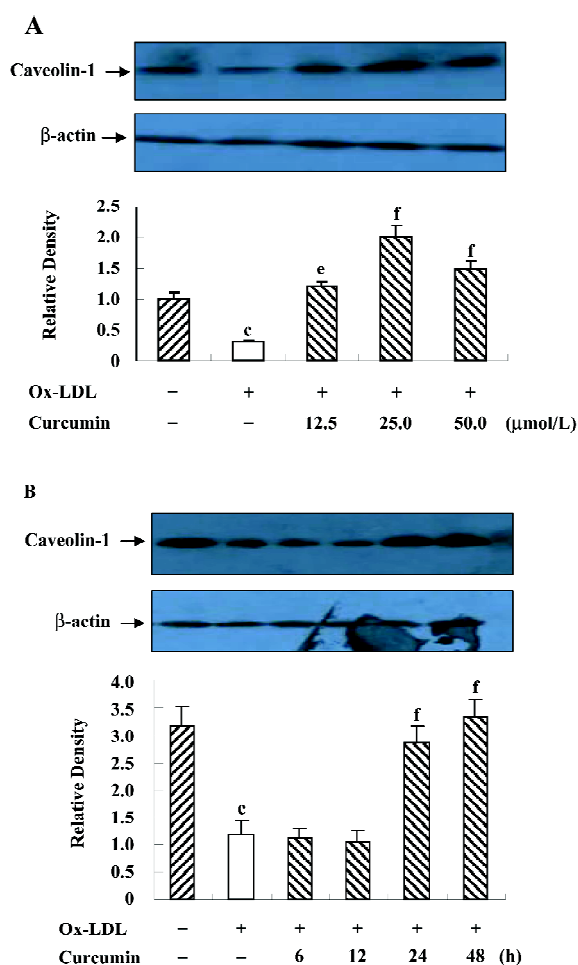 A
Caveolin-1
β-actin
2.5
2.0
1.5
1.0
0.5
0
Relative Density
c
e
f
f
Ox-LDL – + + + +
Curcumin – – 12.5 25.0 50.0 (μmol/L)
B
Caveolin-1
β-actin
4.0
3.5
3.0
2.5
2.0
1.5
1.0
0.5
0
Relative Density
c
f
f
Ox-LDL – + + + + +
Curcumin – – 6 12 24 48 (h)